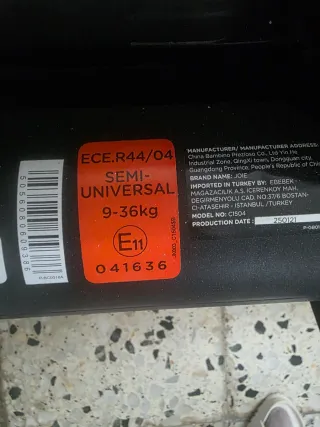 ECE.R44/04
SEMI-
UNIVERSAL
9-36kg
E11
041636
MANUFACTURER/ MANUFACTURER ADDRESS:
China Bambino Prezioso Co., Ltd Yin He
Industrial Zone, QingXi town, Dongguan city,
Guangdong Province, People's Republic of China
BRAND NAME: JOIE
IMPORTED IN TURKEY BY: EBEBEK
MAGAZACILIK A.S. ICERENKOY MAH.
DEGIRMENYOLU CAD. NO:37/6 BOSTAN-
CI-ATASEHIR - ISTANBUL /TURKEY
MODEL NO: C1504
PRODUCTION DATE : 250121